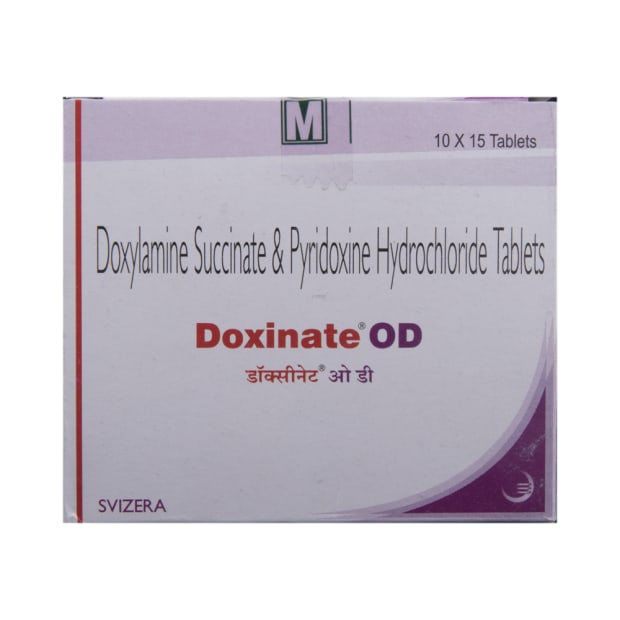 M
10 X 15 Tablets
Doxylamine Succinate & Pyridoxine Hydrochloride Tablets
Doxinate® OD
डॉक्सीनेट® ओ डी
SVIZERA